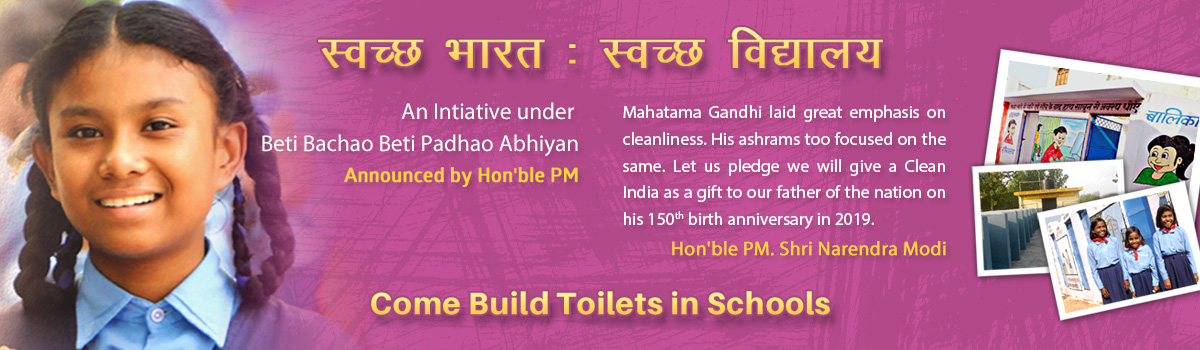 स्वच्छ भारत : स्वच्छ विद्यालय
An Intiative under
Beti Bachao Beti Padhao Abhiyan
Announced by Hon'ble PM
Mahatama Gandhi laid great emphasis on
cleanliness. His ashrams too focused on the
same. Let us pledge we will give a Clean
India as a gift to our father of the nation on
his 150th birth anniversary in 2019.
Hon'ble PM. Shri Narendra Modi
Come Build Toilets in Schools
बालिका